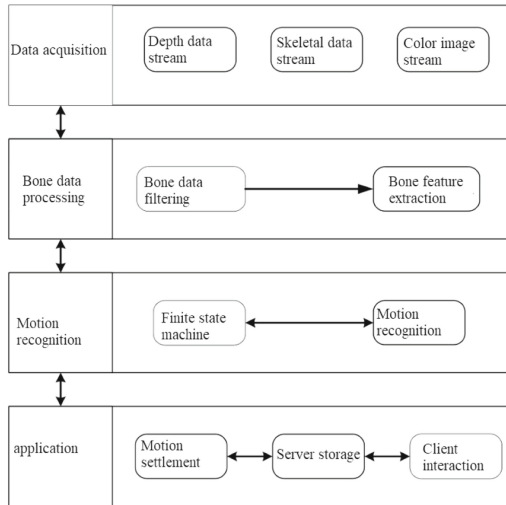 Data acquisition
Depth data
stream
Skeletal data
stream
Color image
stream
Bone data
processing
Bone data
filtering
Bone feature
extraction
Motion
recognition
Finite state
machine
Motion
recognition
application
Motion
settlement
Server storage
Client
interaction